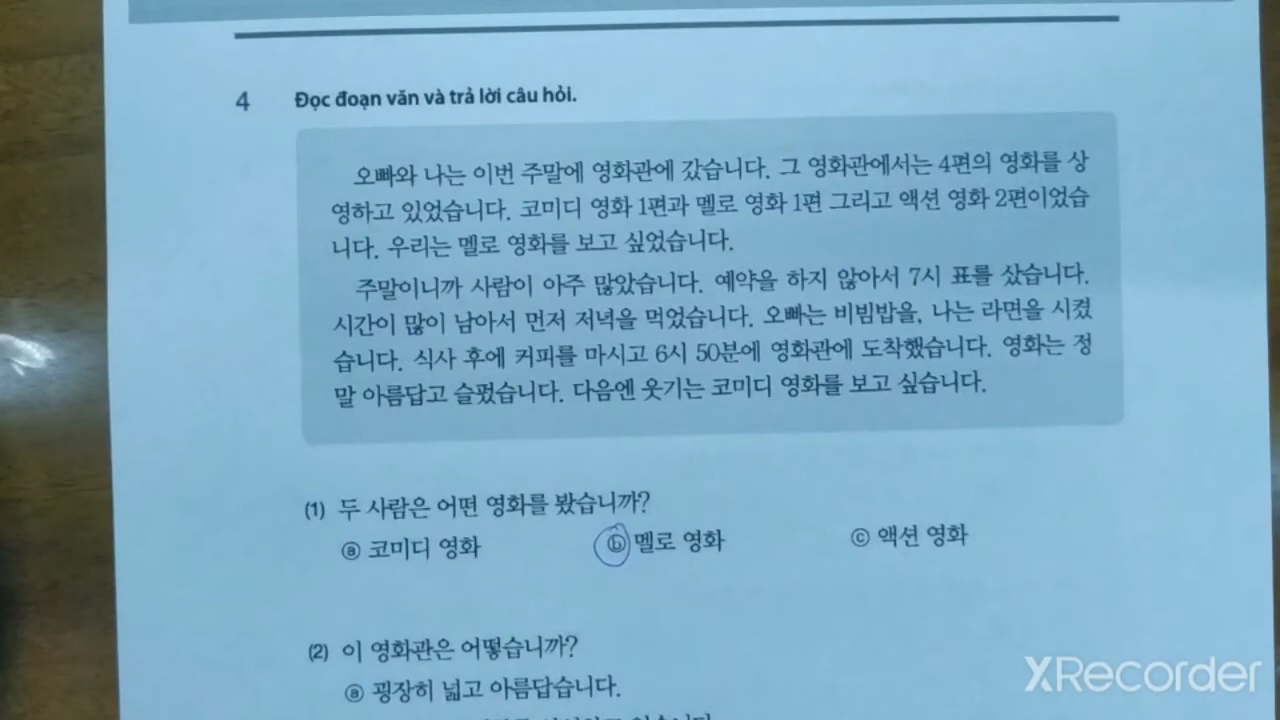 4 Đọc đoạn văn và trả lời câu hỏi.
오빠와 나는 이번 주말에 영화관에 갔습니다. 그 영화관에서는 4편의 영화를 상
영하고 있었습니다. 코미디 영화 1편과 멜로 영화 1편 그리고 액션 영화 2편이었습
니다. 우리는 멜로 영화를 보고 싶었습니다.
주말이니까 사람이 아주 많았습니다. 예약을 하지 않아서 7시 표를 샀습니다.
시간이 많이 남아서 먼저 저녁을 먹었습니다. 오빠는 비빔밥을, 나는 라면을 시켰
습니다. 식사 후에 커피를 마시고 6시 50분에 영화관에 도착했습니다. 영화는 정
말 아름답고 슬펐습니다. 다음엔 웃기는 코미디 영화를 보고 싶습니다.
(1) 두 사람은 어떤 영화를 봤습니까?
ⓐ 코미디 영화 ⓑ 멜로 영화 ⓒ 액션 영화
(2) 이 영화관은 어떻습니까?
ⓐ 굉장히 넓고 아름답습니다.
XRecorder